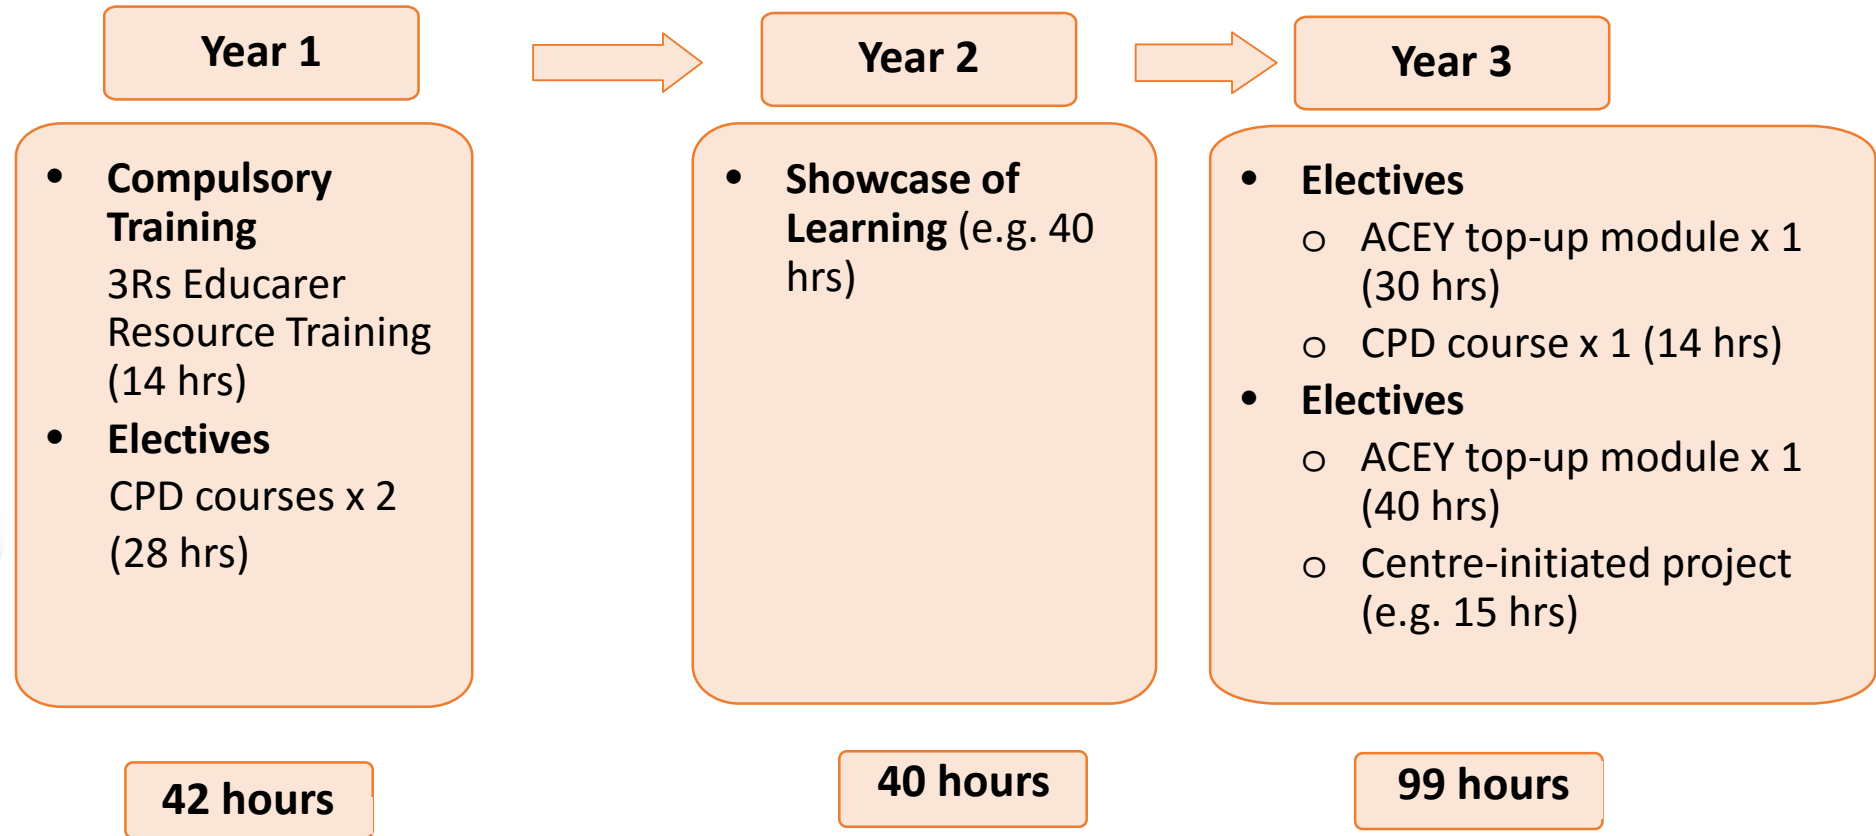 Year 1
Year 2
Year 3
• Compulsory
Training
3Rs Educarer
Resource Training
(14 hrs)
• Electives
CPD courses x 2
(28 hrs)
• Showcase of
Learning (e.g. 40
hrs)
• Electives
o ACEY top-up module x 1
(30 hrs)
o CPD course x 1 (14 hrs)
• Electives
o ACEY top-up module x 1
(40 hrs)
o Centre-initiated project
(e.g. 15 hrs)
42 hours
40 hours
99 hours